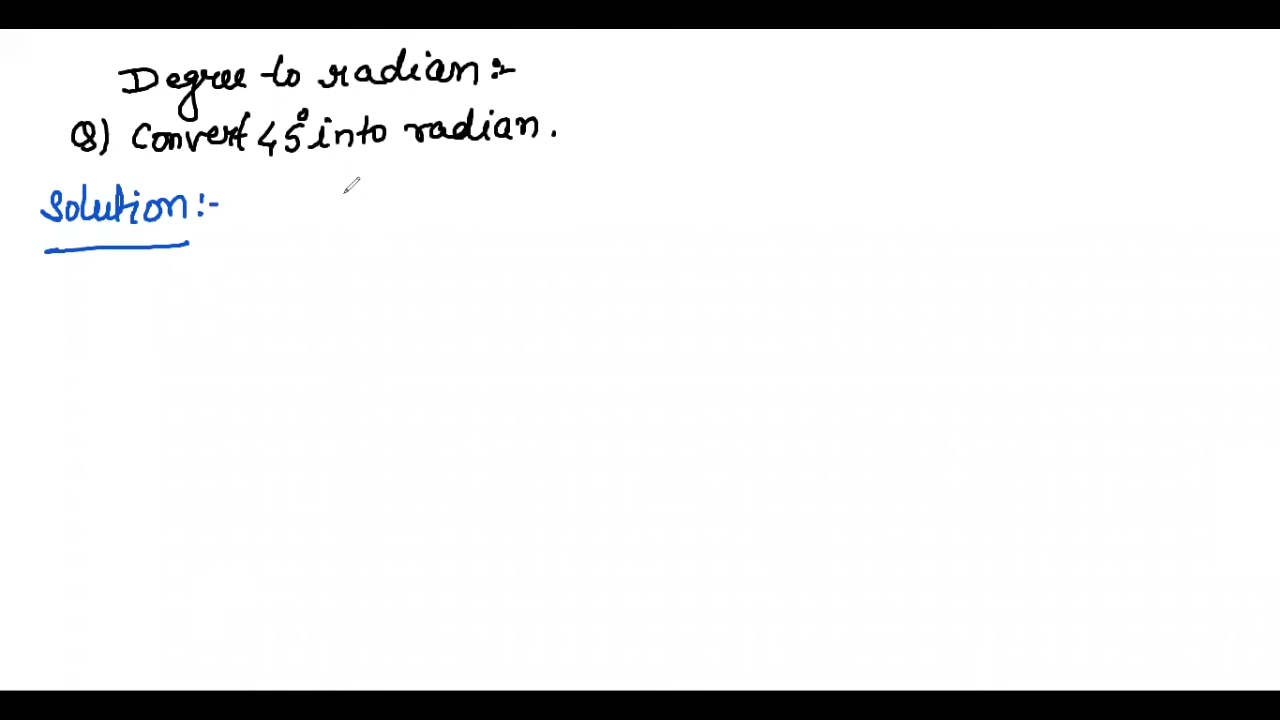 Degree to radian:-
Q) Convert 45° into radian.
Solution:-